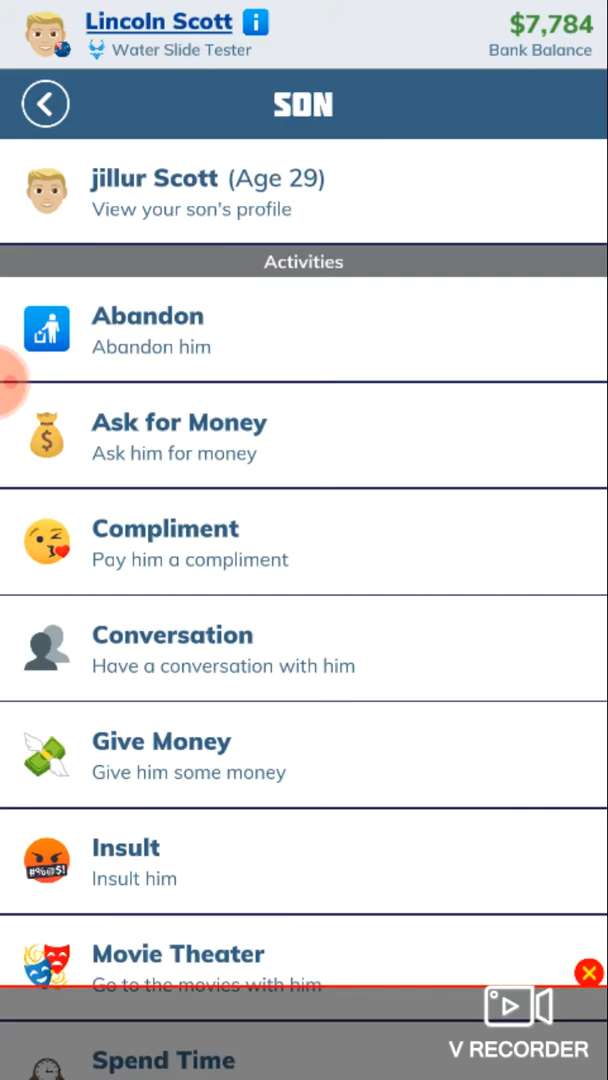 Lincoln Scott i
$7,784
Water Slide Tester
Bank Balance
SON
jillur Scott (Age 29)
View your son's profile
Activities
Abandon
Abandon him
Ask for Money
Ask him for money
Compliment
Pay him a compliment
Conversation
Have a conversation with him
Give Money
Give him some money
Insult
#%@$!
Insult him
Movie Theater
Go to the movies with him
V RECORDER
Spend Time